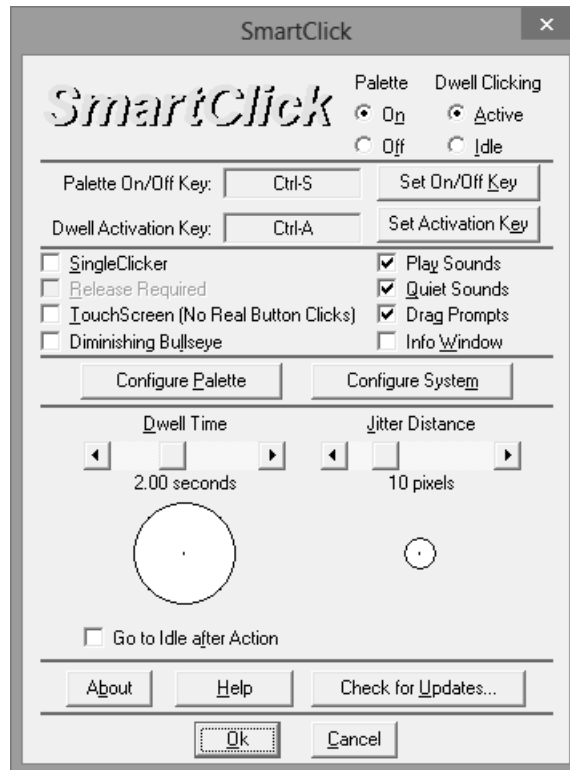 SmartClick
SmartClick
Palette
On
Off
Dwell Clicking
Active
Idle
Palette On/Off Key: Ctrl-S Set On/Off Key
Dwell Activation Key: Ctrl-A Set Activation Key
SingleClicker
Release Required
TouchScreen (No Real Button Clicks)
Diminishing Bullseye
Play Sounds
Quiet Sounds
Drag Prompts
Info Window
Configure Palette Configure System
Dwell Time
2.00 seconds
Jitter Distance
10 pixels
Go to Idle after Action
About Help Check for Updates...
Ok Cancel